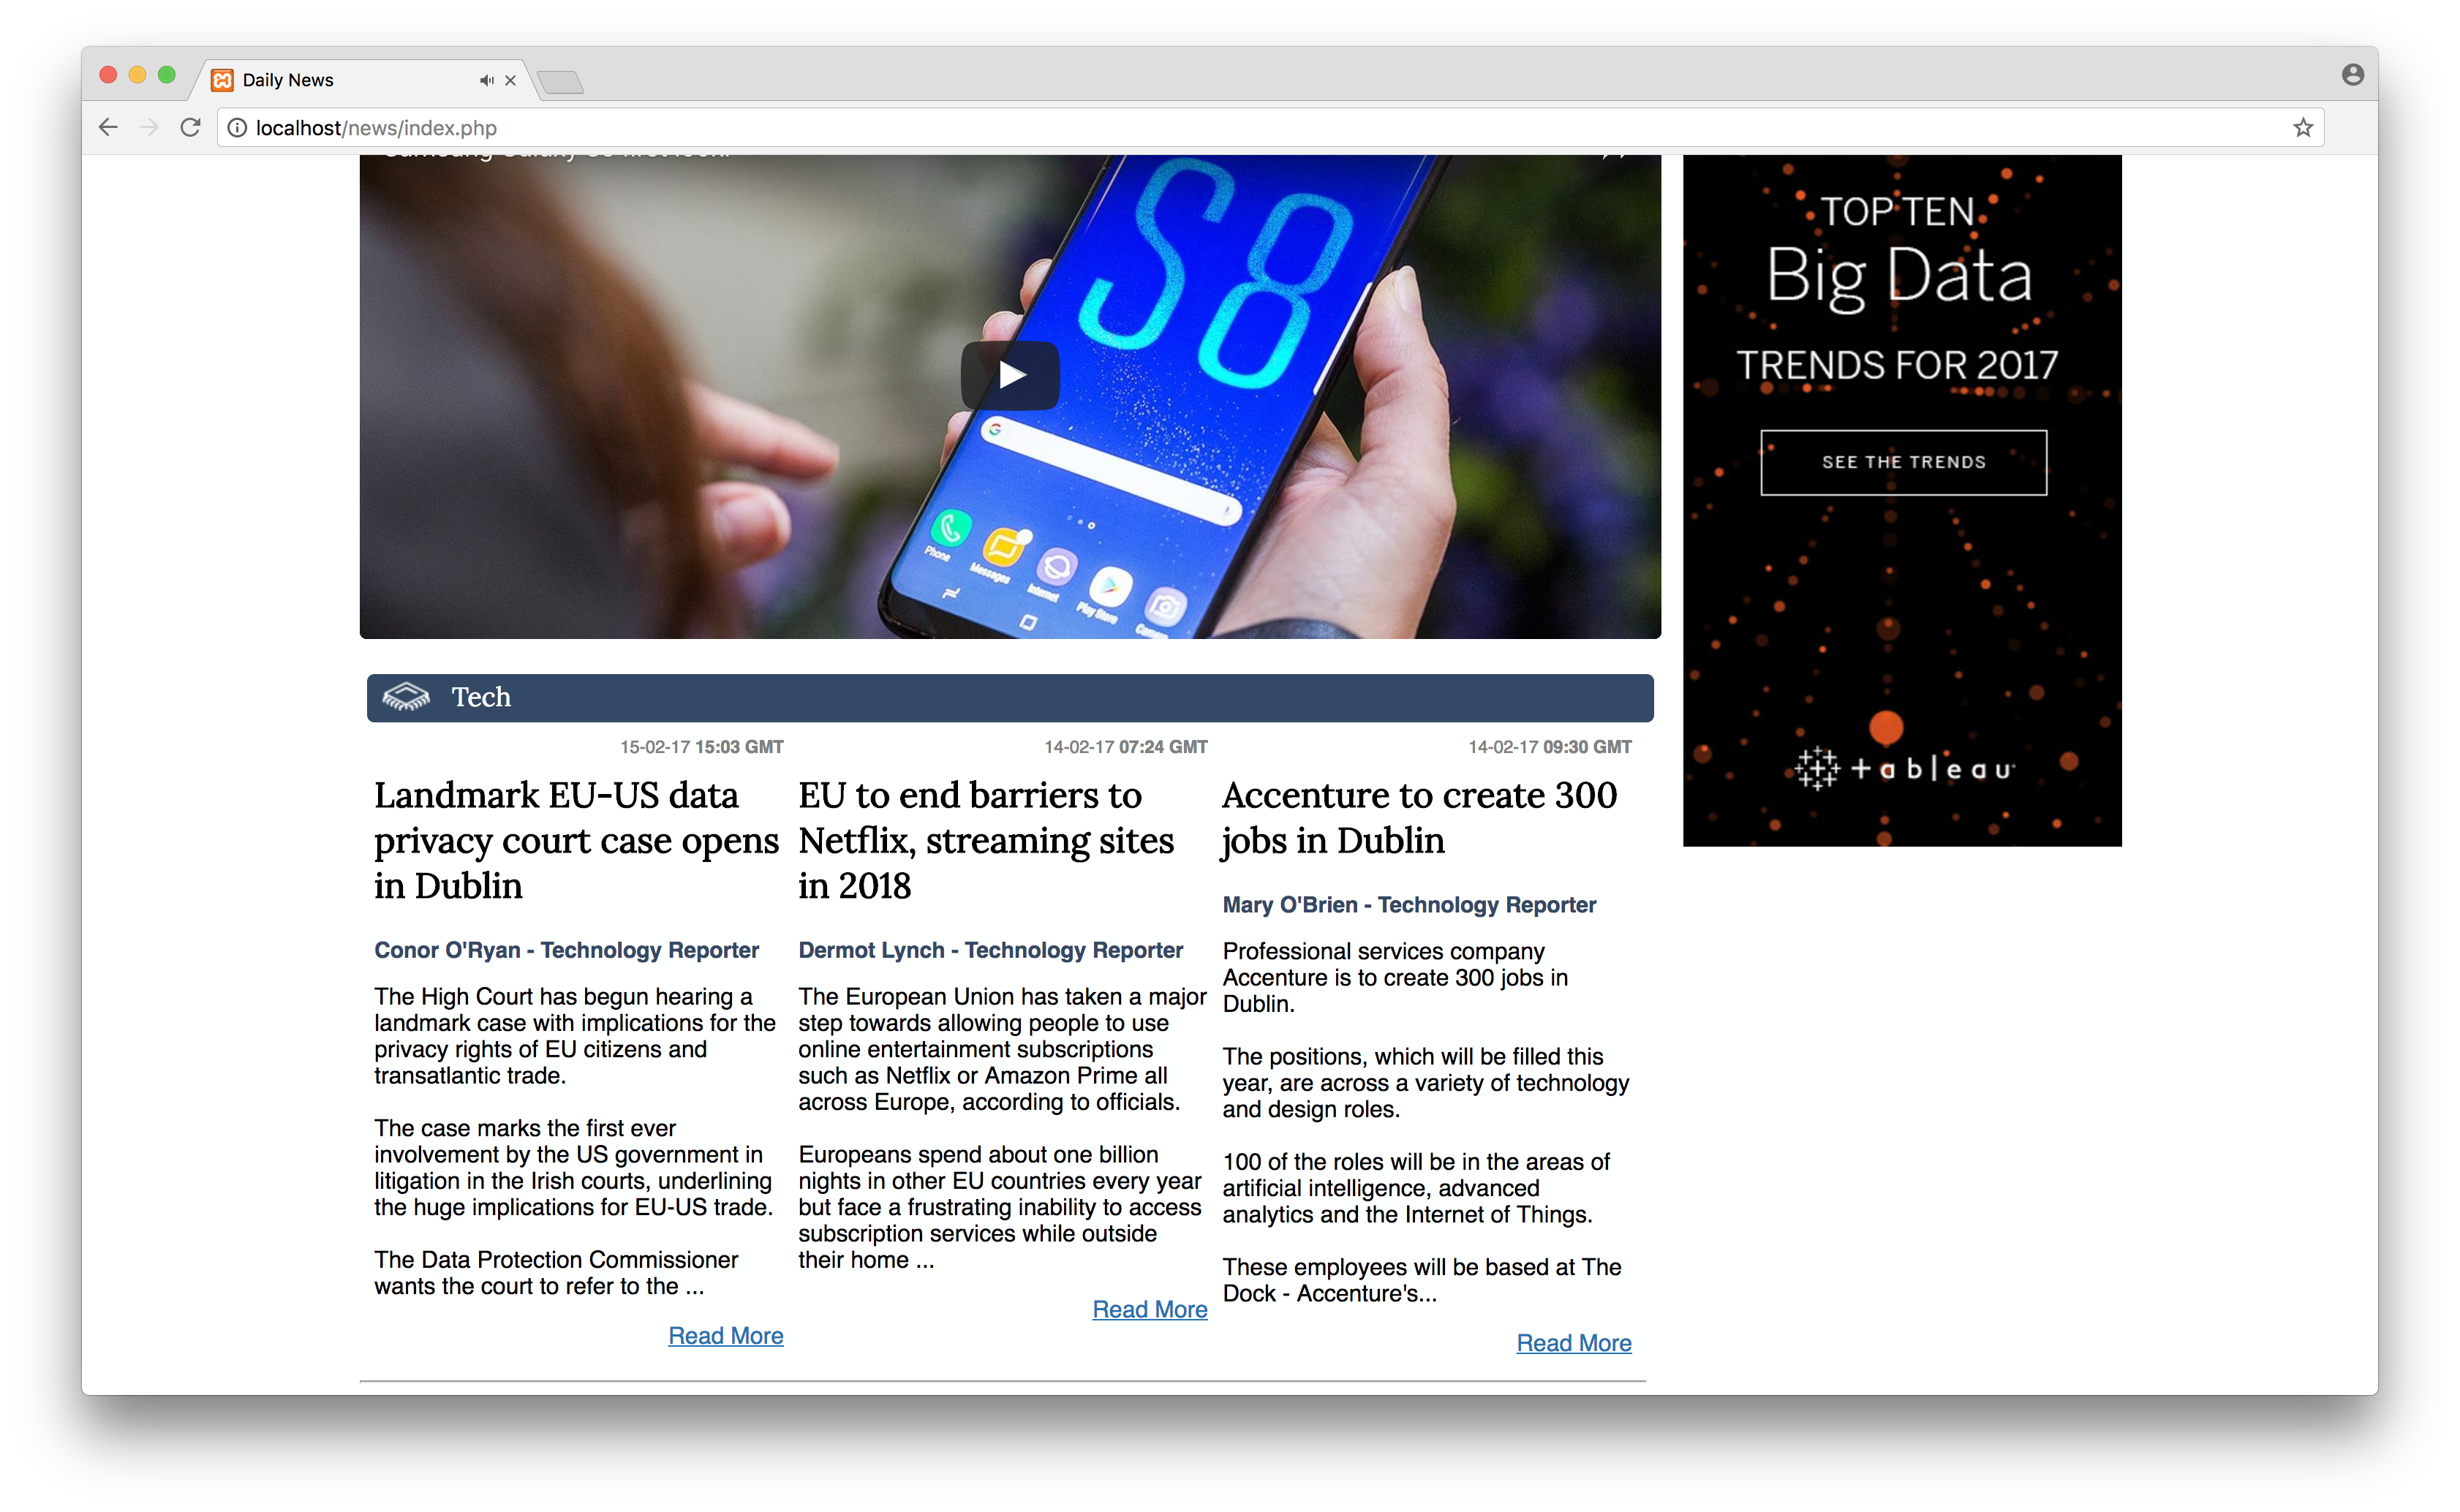 Daily News
localhost/news/index.php
Samsung Galaxy S8 first look!
S8
Phone
Messages
Internet
Play Store
Camera
TOP TEN
Big Data
TRENDS FOR 2017
SEE THE TRENDS
+ableau
Tech
15-02-17 15:03 GMT
Landmark EU-US data
privacy court case opens
in Dublin
Conor O'Ryan - Technology Reporter
The High Court has begun hearing a
landmark case with implications for the
privacy rights of EU citizens and
transatlantic trade.
The case marks the first ever
involvement by the US government in
litigation in the Irish courts, underlining
the huge implications for EU-US trade.
The Data Protection Commissioner
wants the court to refer to the ...
Read More
14-02-17 07:24 GMT
EU to end barriers to
Netflix, streaming sites
in 2018
Dermot Lynch - Technology Reporter
The European Union has taken a major
step towards allowing people to use
online entertainment subscriptions
such as Netflix or Amazon Prime all
across Europe, according to officials.
Europeans spend about one billion
nights in other EU countries every year
but face a frustrating inability to access
subscription services while outside
their home ...
Read More
14-02-17 09:30 GMT
Accenture to create 300
jobs in Dublin
Mary O'Brien - Technology Reporter
Professional services company
Accenture is to create 300 jobs in
Dublin.
The positions, which will be filled this
year, are across a variety of technology
and design roles.
100 of the roles will be in the areas of
artificial intelligence, advanced
analytics and the Internet of Things.
These employees will be based at The
Dock - Accenture's...
Read More